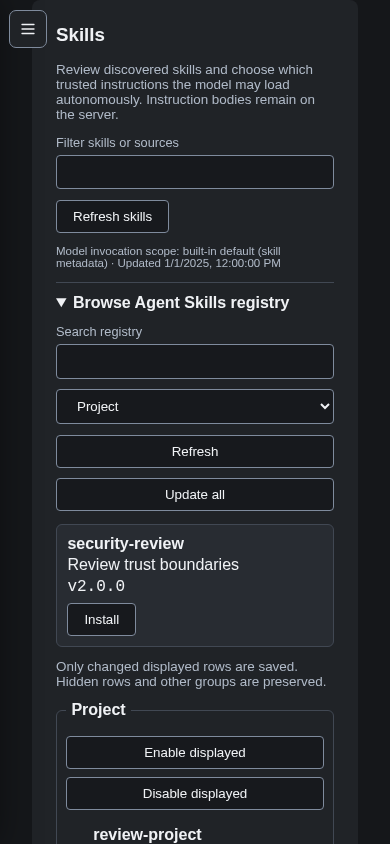 Skills
Review discovered skills and choose which
trusted instructions the model may load
autonomously. Instruction bodies remain on
the server.
Filter skills or sources
Refresh skills
Model invocation scope: built-in default (skill
metadata) · Updated 1/1/2025, 12:00:00 PM
▼ Browse Agent Skills registry
Search registry
Project
Refresh
Update all
security-review
Review trust boundaries
v2.0.0
Install
Only changed displayed rows are saved.
Hidden rows and other groups are preserved.
Project
Enable displayed
Disable displayed
review-project